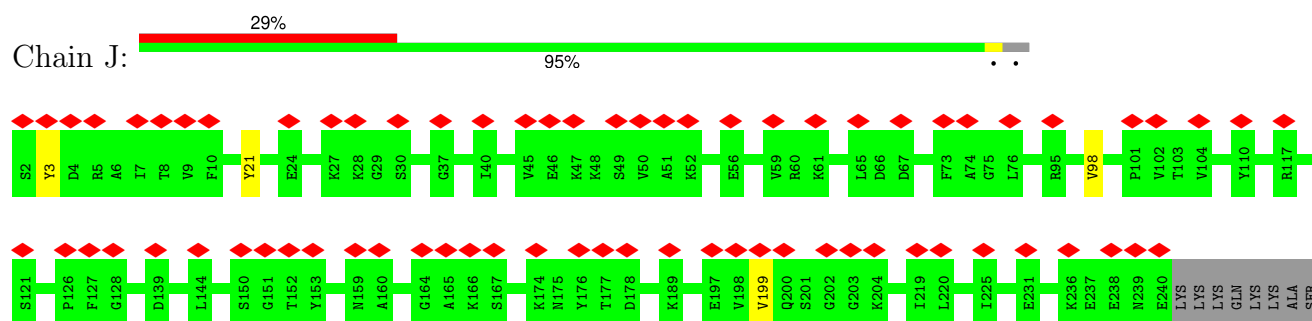 29%
Chain J:
95%
. .
S2 Y3 D4 R5 A6 I7 T8 V9 F10 Y21 E24 K27 K28 G29 S30 G37 I40 V45 E46 K47 K48 S49 V50 A51 K52 E56 V59 R60 K61 L65 D66 D67 F73 A74 G75 L76 R95 V98 P101 V102 T103 V104 Y110 R117
S121 P126 F127 G128 D139 L144 S150 G151 T152 Y153 N159 A160 G164 A165 K166 S167 K174 N175 Y176 T177 D178 K189 E197 V198 V199 Q200 S201 G202 G203 K204 I219 L220 I225 E231 K236 E237 E238 N239 E240 LYS LYS LYS GLN LYS LYS ALA SER